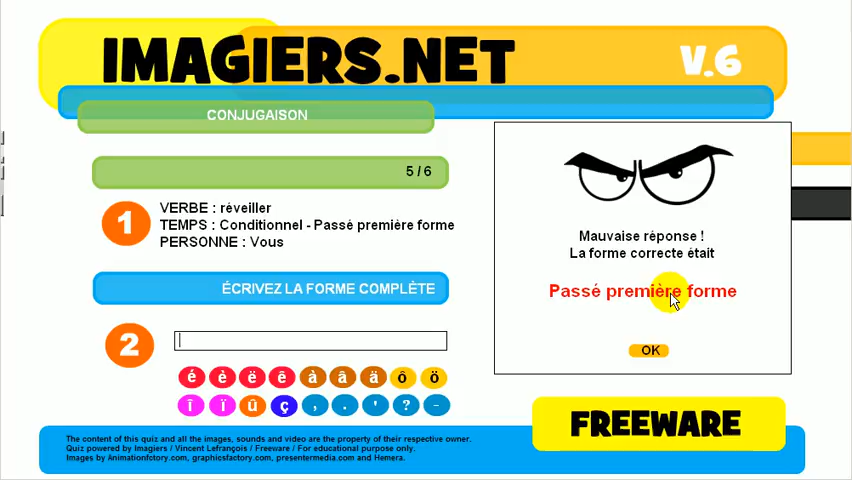 IMAGIERS.NET
V.6
CONJUGAISON
5 / 6
1
VERBE : réveiller
TEMPS : Conditionnel - Passé première forme
PERSONNE : Vous
ÉCRIVEZ LA FORME COMPLÈTE
2
é è ë ê à â ä ô ö
î ï û ç , . ' ? -
Mauvaise réponse !
La forme correcte était
Passé première forme
OK
FREEWARE
The content of this quiz and all the images, sounds and video are the property of their respective owner.
Quiz powered by Imagiers / Vincent Lefrançois / Freeware / For educational purpose only.
Images by Animationfctory.com, graphicsfactory.com, presentermedia.com and Hemera.